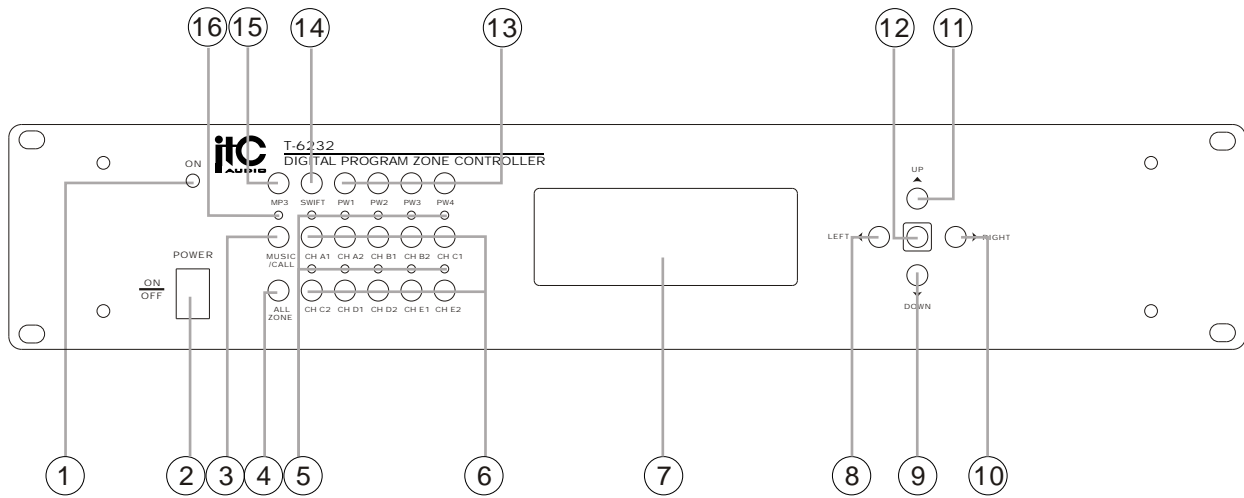 16 15 14 13 12 11
itC
AUDIO
T-6232
DIGITAL PROGRAM ZONE CONTROLLER
ON
UP
MP3 SWIFT PW1 PW2 PW3 PW4
LEFT RIGHT
MUSIC
/CALL
CH A1 CH A2 CH B1 CH B2 CH C1
POWER
ON
OFF
DOWN
ALL
ZONE
CH C2 CH D1 CH D2 CH E1 CH E2
1 2 3 4 5 6 7 8 9 10